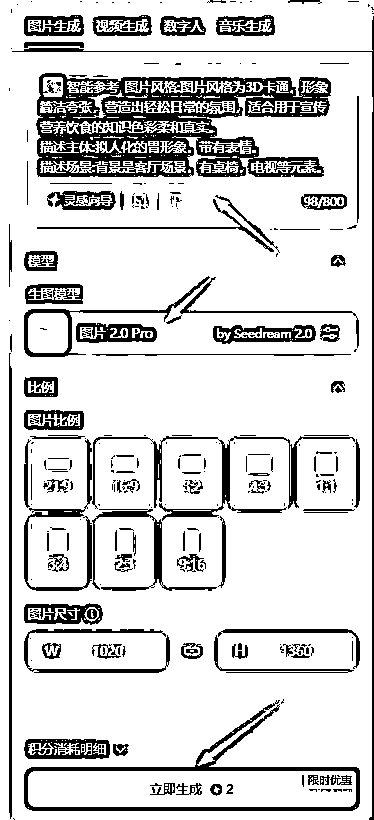 图片生成 视频生成 数字人 音乐生成
智能参考 图片风格:图片风格为3D卡通，形象
简洁夸张，营造出轻松日常的氛围，适合用于宣传
营养饮食的知识色彩柔和真实。
描述主体:拟人化的胃形象，带有表情。
描述场景:背景是客厅场景，有桌椅，电视等元素。
灵感向导
98/800
模型
生图模型
图片 2.0 Pro by Seedream 2.0
比例
图片比例
21:9 16:9 3:2 4:3 1:1
3:4 2:3 9:16
图片尺寸
W 1020 H 1360
积分消耗明细
限时优惠
立即生成 2